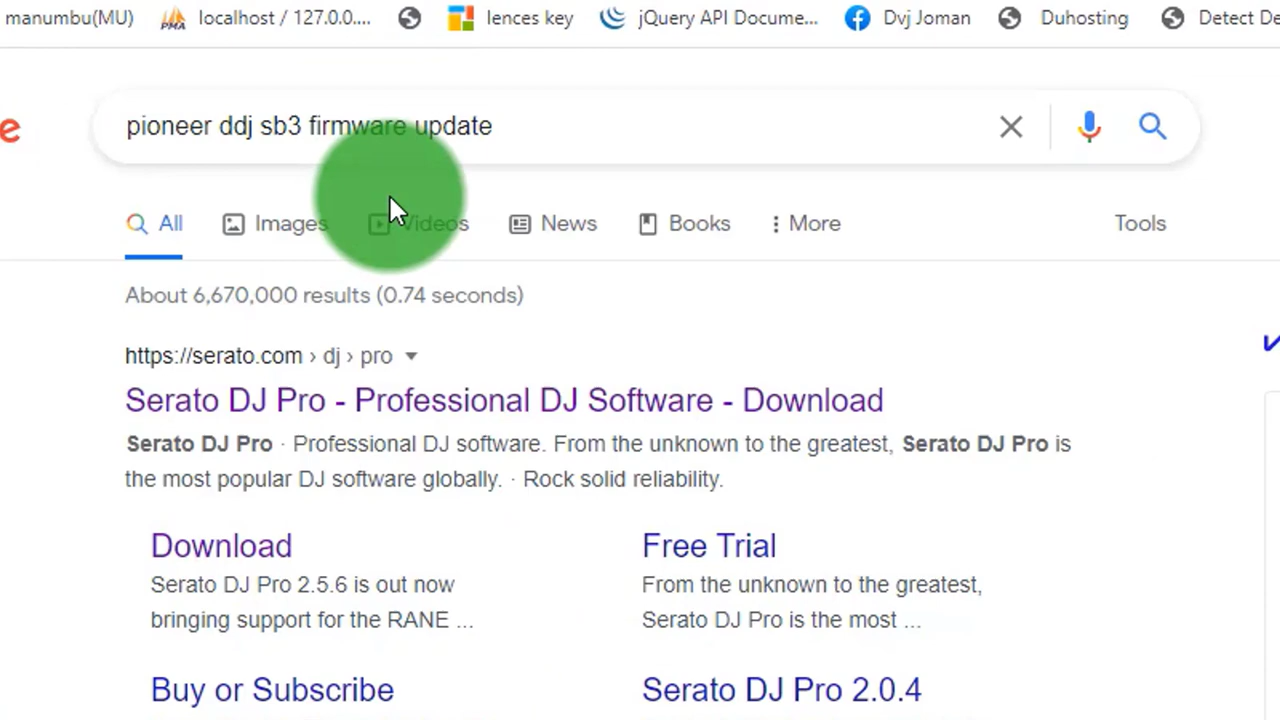 manumbu(MU) localhost / 127.0.0.... lences key jQuery API Docume... Dvj Joman Duhosting Detect De
e pioneer ddj sb3 firmware update
All Images Videos News Books More Tools
About 6,670,000 results (0.74 seconds)
https://serato.com › dj › pro
Serato DJ Pro - Professional DJ Software - Download
Serato DJ Pro · Professional DJ software. From the unknown to the greatest, Serato DJ Pro is
the most popular DJ software globally. · Rock solid reliability.
Download Free Trial
Serato DJ Pro 2.5.6 is out now From the unknown to the greatest,
bringing support for the RANE ... Serato DJ Pro is the most ...
Buy or Subscribe Serato DJ Pro 2.0.4